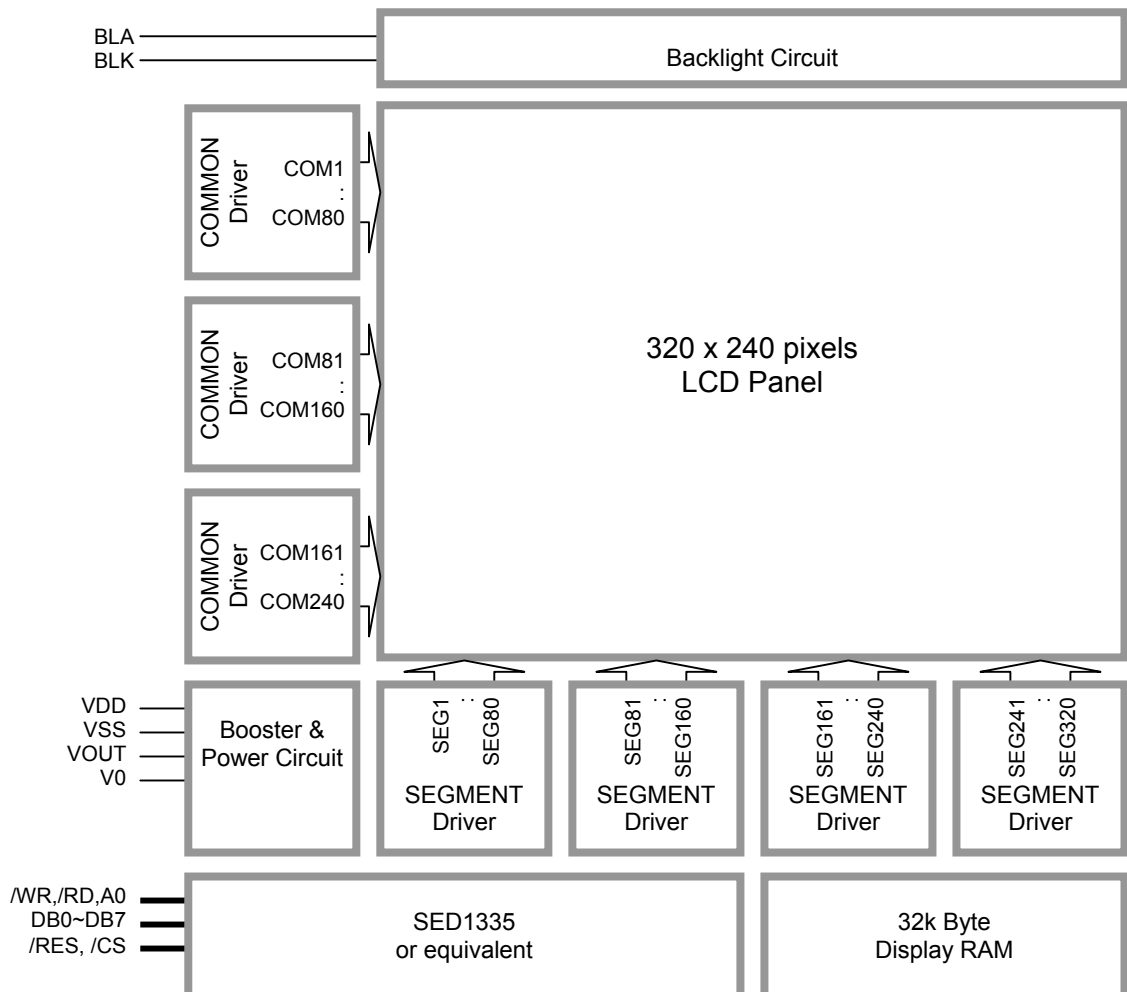 BLA
BLK
Backlight Circuit
COMMON
Driver
COM1
:
COM80
COMMON
Driver
COM81
:
COM160
COMMON
Driver
COM161
:
COM240
320 x 240 pixels
LCD Panel
VDD
VSS
VOUT
V0
Booster &
Power Circuit
SEG1
:
SEG80
SEGMENT
Driver
SEG81
:
SEG160
SEGMENT
Driver
SEG161
:
SEG240
SEGMENT
Driver
SEG241
:
SEG320
SEGMENT
Driver
/WR,/RD,A0
DB0~DB7
/RES, /CS
SED1335
or equivalent
32k Byte
Display RAM